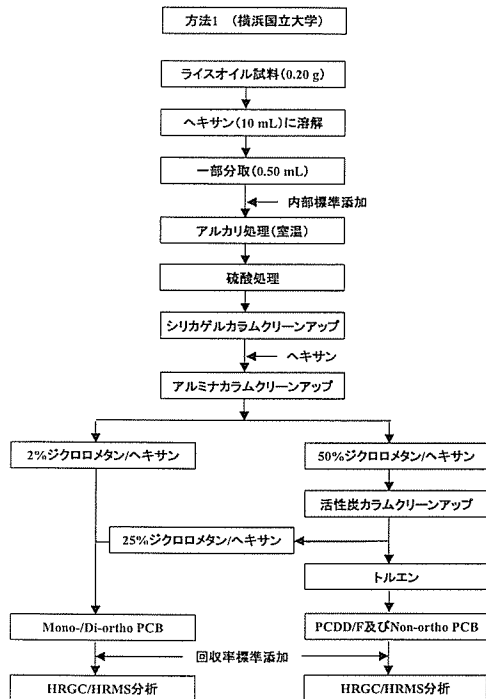 方法1 (横浜国立大学)
ライスオイル試料(0.20 g)
ヘキサン(10 mL)に溶解
一部分取(0.50 mL)
内部標準添加
アルカリ処理(室温)
硫酸処理
シリカゲルカラムクリーンアップ
ヘキサン
アルミナカラムクリーンアップ
2%ジクロロメタン/ヘキサン
50%ジクロロメタン/ヘキサン
活性炭カラムクリーンアップ
25%ジクロロメタン/ヘキサン
トルエン
Mono-/Di-ortho PCB
PCDD/F及びNon-ortho PCB
回収率標準添加
HRGC/HRMS分析
HRGC/HRMS分析